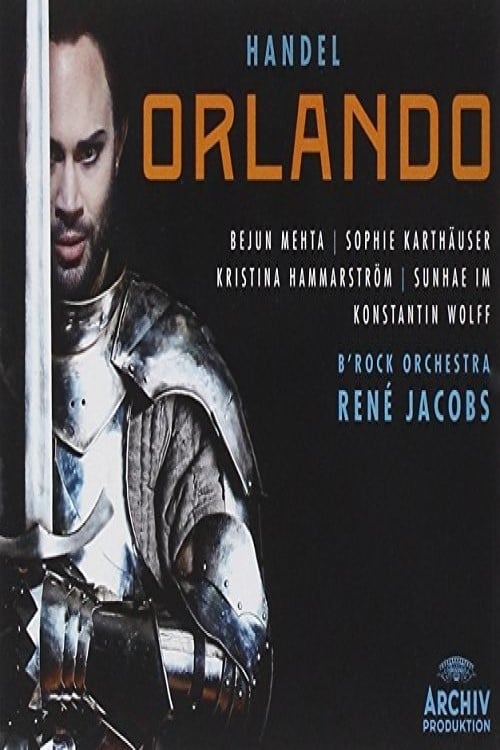 HANDEL
ORLANDO
BEJUN MEHTA | SOPHIE KARTHÄUSER
KRISTINA HAMMARSTRÖM | SUNHAE IM
KONSTANTIN WOLFF
B'ROCK ORCHESTRA
RENÉ JACOBS
ARCHIV
PRODUKTION